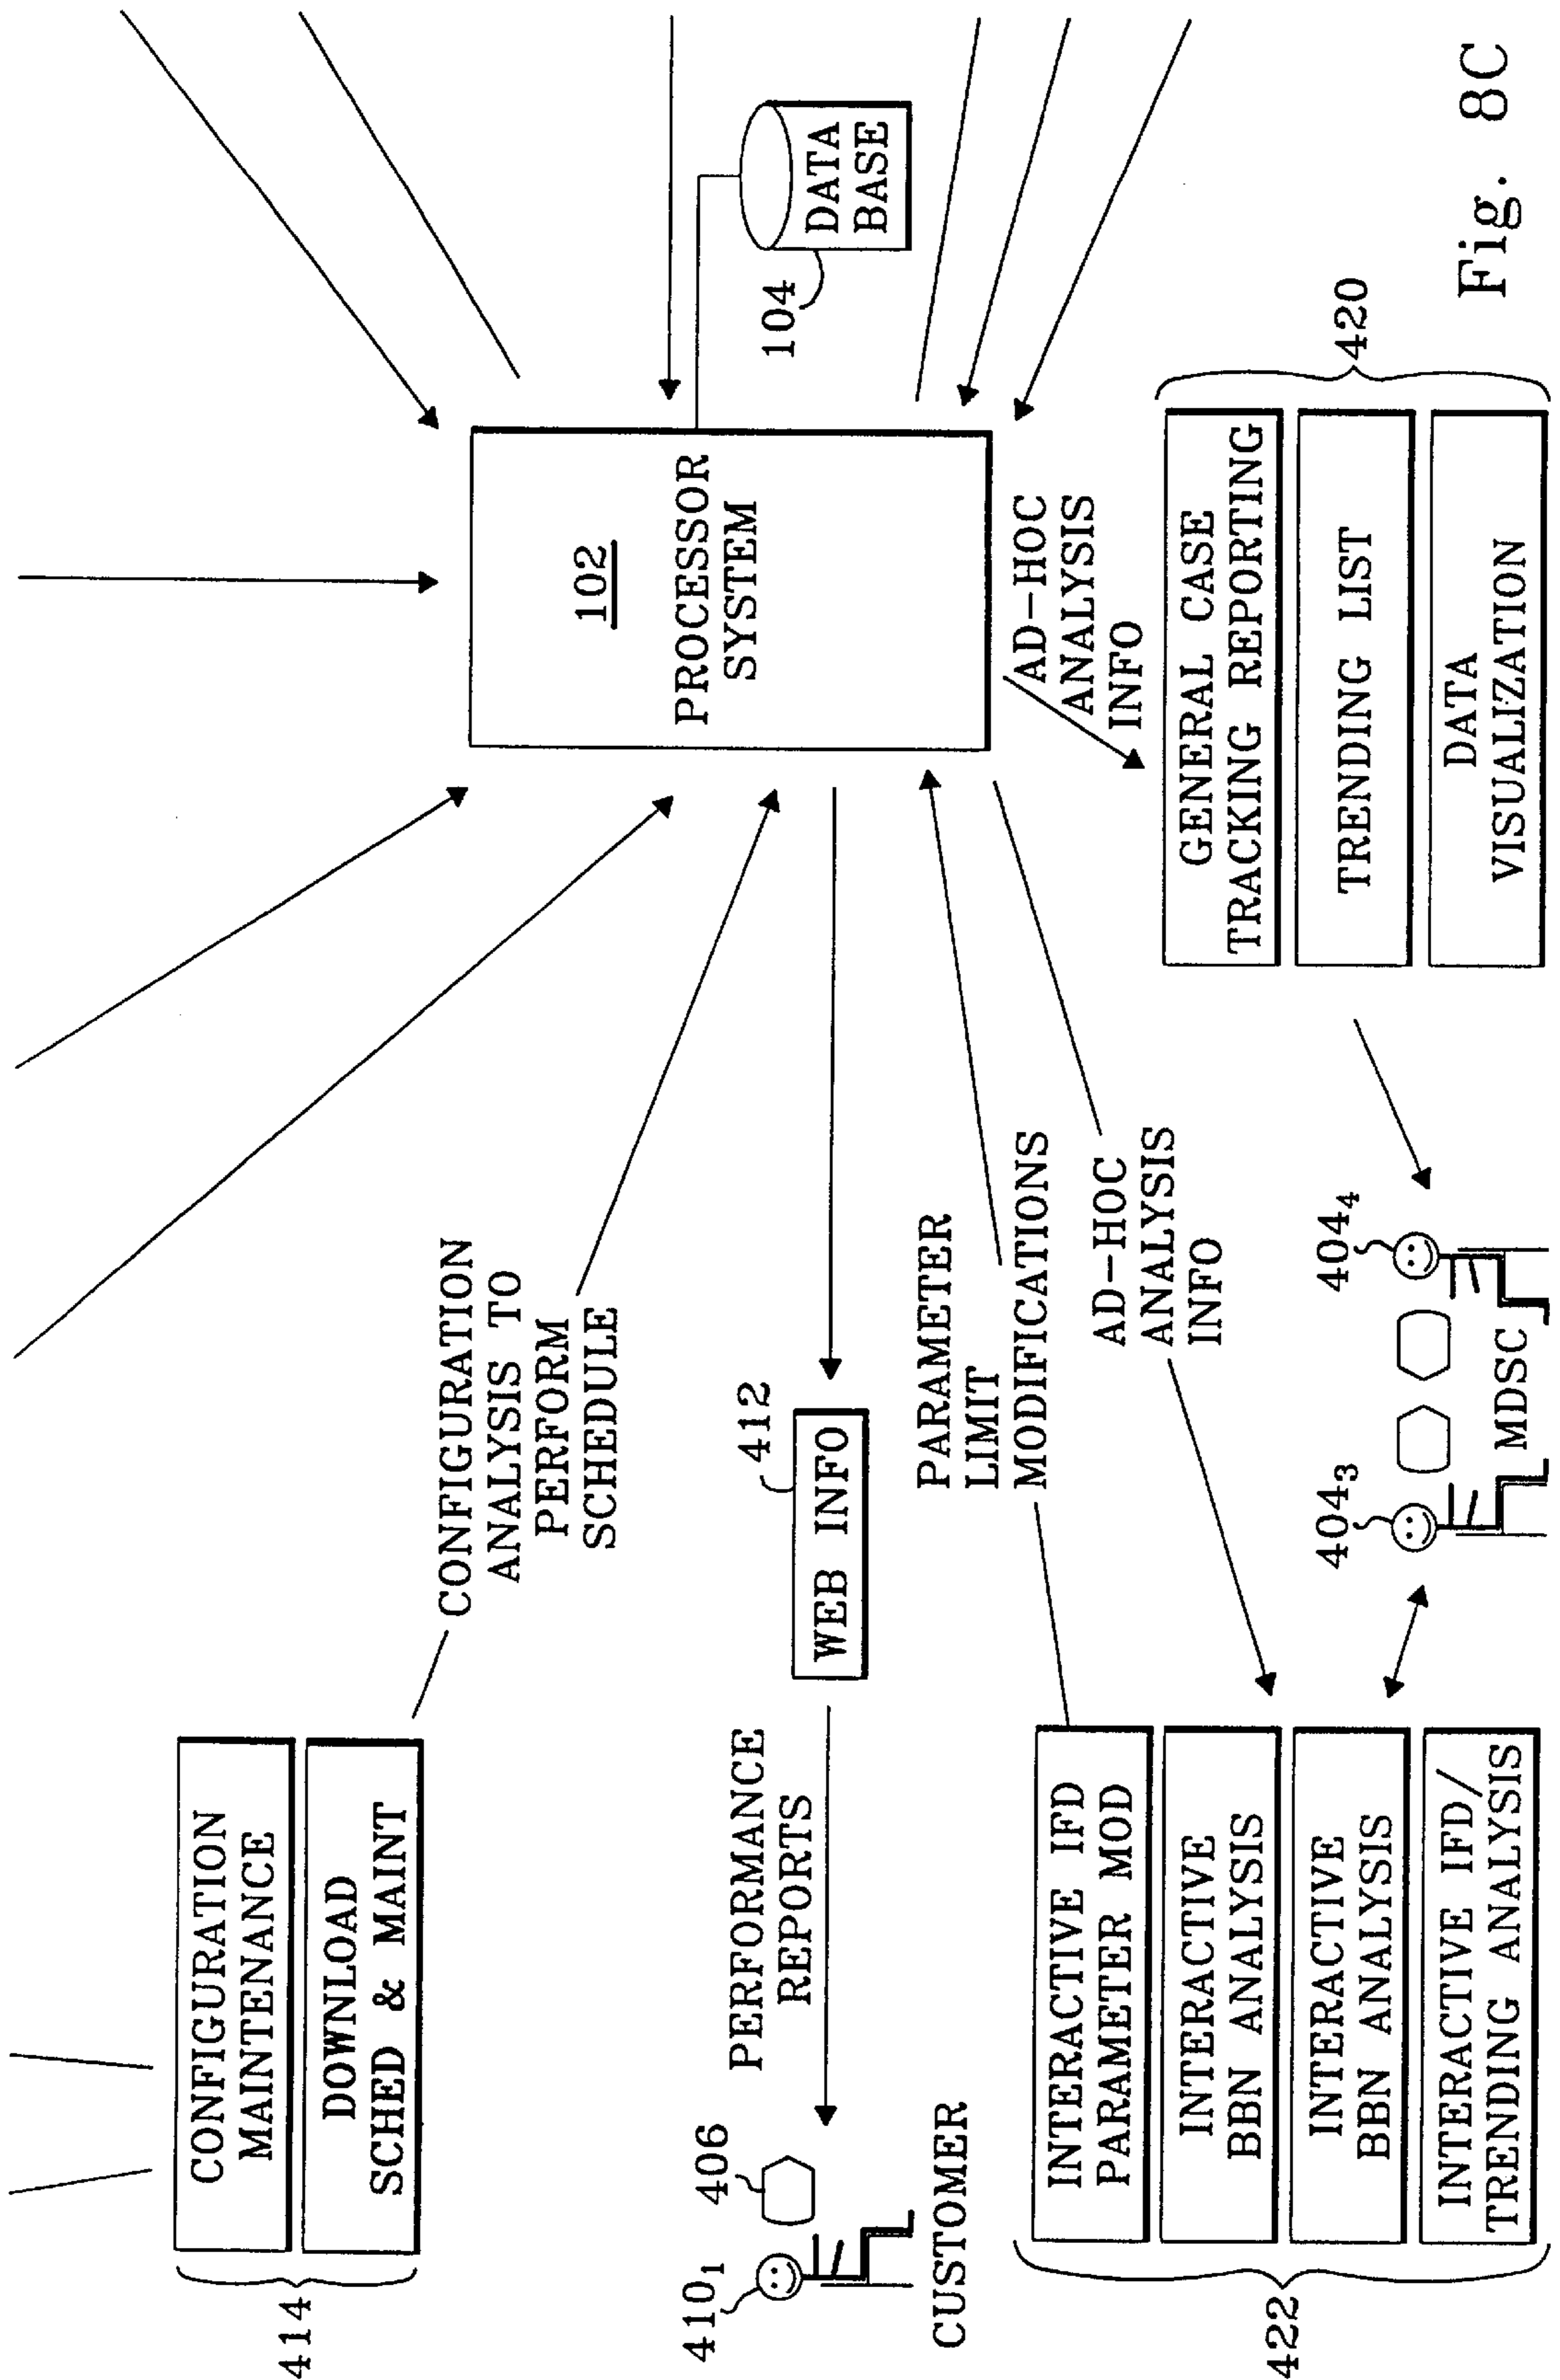 414
CONFIGURATION
MAINTENANCE
DOWNLOAD
SCHED & MAINT
CONFIGURATION
ANALYSIS TO
PERFORM
SCHEDULE
102
PROCESSOR
SYSTEM
104
DATA
BASE
410₁
406
CUSTOMER
PERFORMANCE
REPORTS
WEB INFO
412
PARAMETER
LIMIT
MODIFICATIONS
AD-HOC
ANALYSIS
INFO
AD-HOC
ANALYSIS
INFO
422
INTERACTIVE IFD
PARAMETER MOD
INTERACTIVE
BBN ANALYSIS
INTERACTIVE
BBN ANALYSIS
INTERACTIVE IFD/
TRENDING ANALYSIS
404₃
404₄
MDSC
GENERAL CASE
TRACKING REPORTING
TRENDING LIST
DATA
VISUALIZATION
420
Fig. 8C